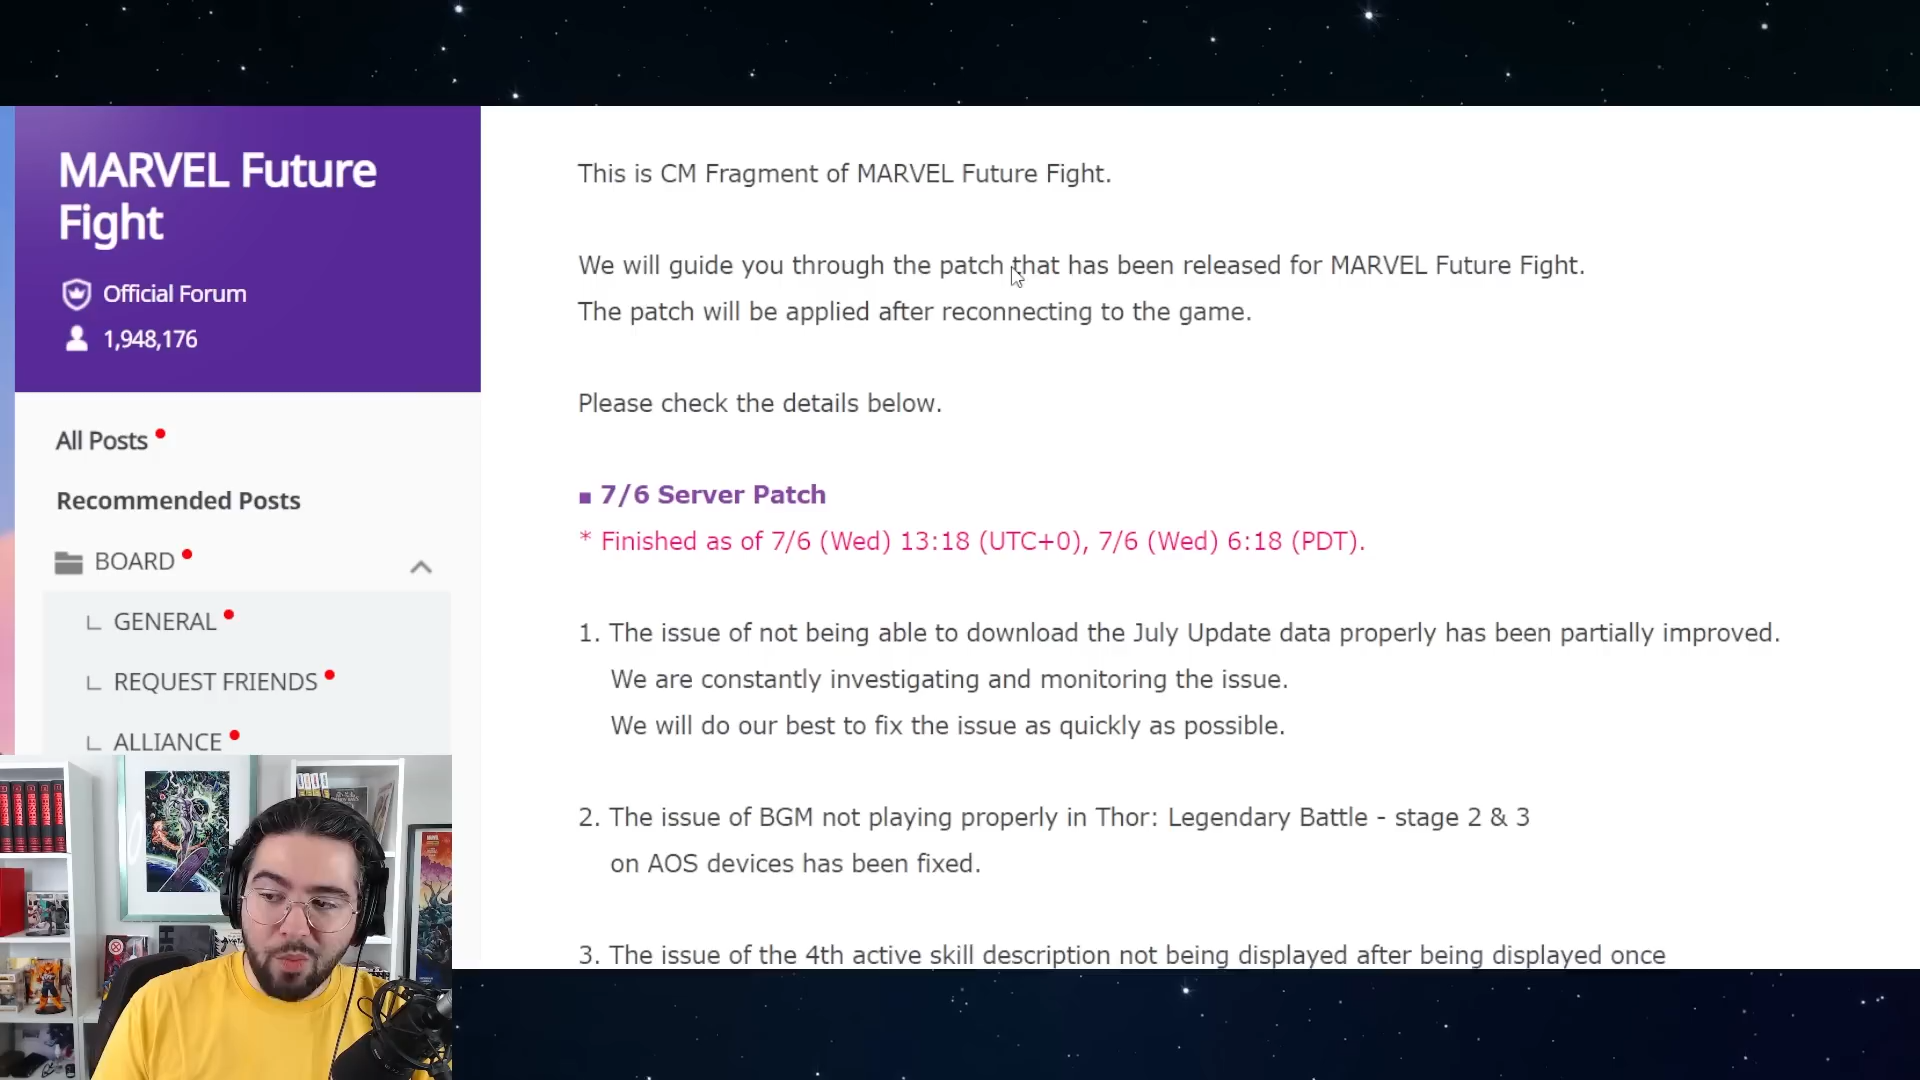 MARVEL Future
Fight
Official Forum
1,948,176
All Posts
Recommended Posts
BOARD
GENERAL
REQUEST FRIENDS
ALLIANCE
This is CM Fragment of MARVEL Future Fight.
We will guide you through the patch that has been released for MARVEL Future Fight.
The patch will be applied after reconnecting to the game.
Please check the details below.
■ 7/6 Server Patch
* Finished as of 7/6 (Wed) 13:18 (UTC+0), 7/6 (Wed) 6:18 (PDT).
1. The issue of not being able to download the July Update data properly has been partially improved.
We are constantly investigating and monitoring the issue.
We will do our best to fix the issue as quickly as possible.
2. The issue of BGM not playing properly in Thor: Legendary Battle - stage 2 & 3
on AOS devices has been fixed.
3. The issue of the 4th active skill description not being displayed after being displayed once